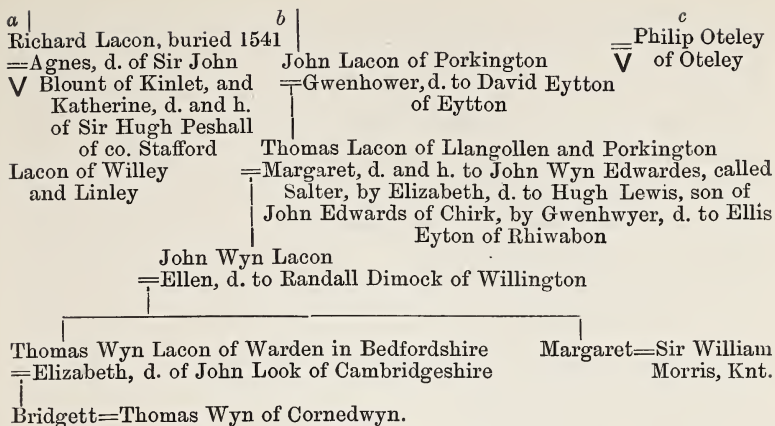 a b c
Richard Lacon, buried 1541 =Philip Oteley
=Agnes, d. of Sir John John Lacon of Porkington V of Oteley
V Blount of Kinlet, and =Gwenhower, d. to David Eytton
Katherine, d. and h. of Eytton
of Sir Hugh Peshall
of co. Stafford Thomas Lacon of Llangollen and Porkington
Lacon of Willey =Margaret, d. and h. to John Wyn Edwardes, called
and Linley Salter, by Elizabeth, d. to Hugh Lewis, son of
John Edwards of Chirk, by Gwenhwyer, d. to Ellis
Eyton of Rhiwabon
John Wyn Lacon
=Ellen, d. to Randall Dimock of Willington
Thomas Wyn Lacon of Warden in Bedfordshire Margaret=Sir William
=Elizabeth, d. of John Look of Cambridgeshire Morris, Knt.
Bridgett=Thomas Wyn of Cornedwyn.